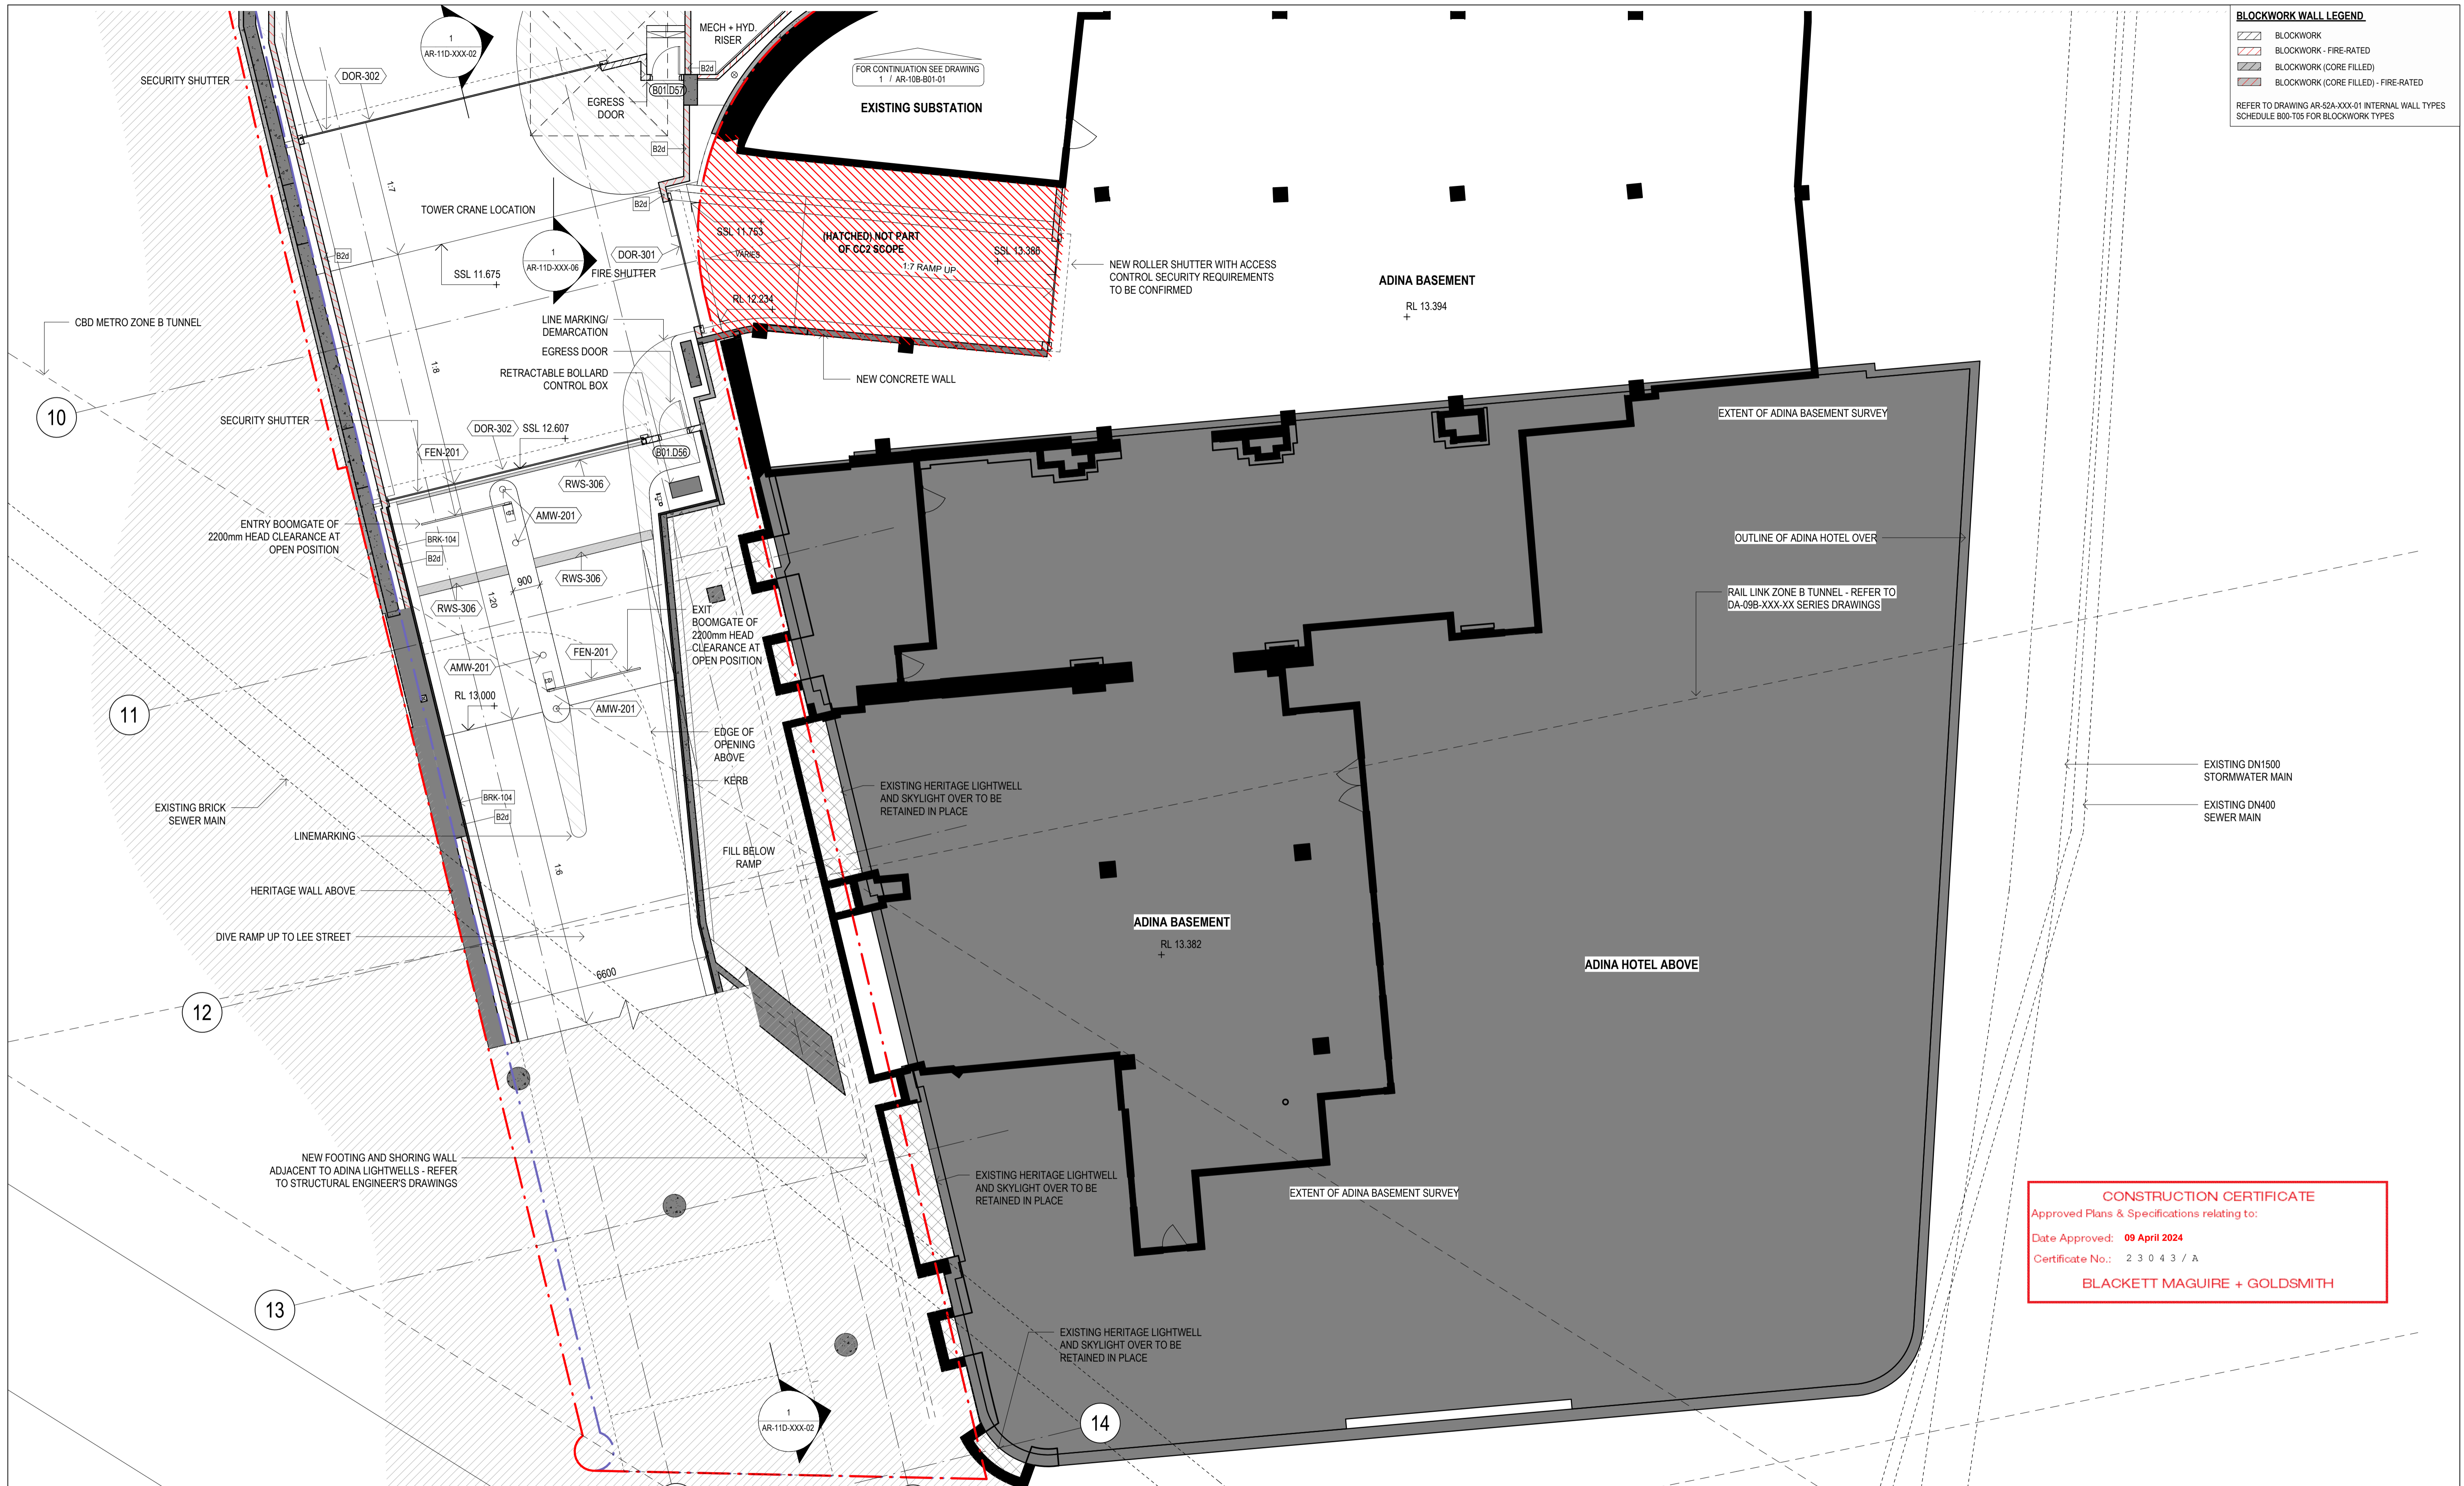 BLOCKWORK WALL LEGEND
BLOCKWORK
BLOCKWORK - FIRE-RATED
BLOCKWORK (CORE FILLED)
BLOCKWORK (CORE FILLED) - FIRE-RATED
REFER TO DRAWING AR-52A-XXX-01 INTERNAL WALL TYPES
SCHEDULE B00-T05 FOR BLOCKWORK TYPES
1
AR-11D-XXX-02
MECH + HYD.
RISER
SECURITY SHUTTER
DOR-302
B2d
B01.D57
EGRESS
DOOR
FOR CONTINUATION SEE DRAWING
1 / AR-10B-B01-01
EXISTING SUBSTATION
B2d
1:7
TOWER CRANE LOCATION
B2d
SSL 11.753
(HATCHED) NOT PART
OF CC2 SCOPE
VARIES
SSL 13.386
1:7 RAMP UP
B2d
1
AR-11D-XXX-06
DOR-301
FIRE SHUTTER
SSL 11.675
NEW ROLLER SHUTTER WITH ACCESS
CONTROL SECURITY REQUIREMENTS
TO BE CONFIRMED
ADINA BASEMENT
RL 13.394
RL 12.234
CBD METRO ZONE B TUNNEL
LINE MARKING/
DEMARCATION
EGRESS DOOR
RETRACTABLE BOLLARD
CONTROL BOX
1:8
NEW CONCRETE WALL
10
SECURITY SHUTTER
DOR-302
SSL 12.607
FEN-201
B01.D56
RWS-306
EXTENT OF ADINA BASEMENT SURVEY
ENTRY BOOMGATE OF
2200mm HEAD CLEARANCE AT
OPEN POSITION
AMW-201
BRK-104
B2d
OUTLINE OF ADINA HOTEL OVER
RWS-306
900
RWS-306
1:20
EXIT
BOOMGATE OF
2200mm HEAD
CLEARANCE AT
OPEN POSITION
RAIL LINK ZONE B TUNNEL - REFER TO
DA-09B-XXX-XX SERIES DRAWINGS
FEN-201
AMW-201
RL 13.000
AMW-201
11
EDGE OF
OPENING
ABOVE
KERB
EXISTING HERITAGE LIGHTWELL
AND SKYLIGHT OVER TO BE
RETAINED IN PLACE
EXISTING DN1500
STORMWATER MAIN
EXISTING DN400
SEWER MAIN
BRK-104
B2d
EXISTING BRICK
SEWER MAIN
LINEMARKING
FILL BELOW
RAMP
1:6
HERITAGE WALL ABOVE
ADINA BASEMENT
RL 13.382
DIVE RAMP UP TO LEE STREET
ADINA HOTEL ABOVE
6600
12
NEW FOOTING AND SHORING WALL
ADJACENT TO ADINA LIGHTWELLS - REFER
TO STRUCTURAL ENGINEER'S DRAWINGS
EXISTING HERITAGE LIGHTWELL
AND SKYLIGHT OVER TO BE
RETAINED IN PLACE
EXTENT OF ADINA BASEMENT SURVEY
CONSTRUCTION CERTIFICATE
Approved Plans & Specifications relating to:
Date Approved: 09 April 2024
Certificate No.: 23043/A
BLACKETT MAGUIRE + GOLDSMITH
13
EXISTING HERITAGE LIGHTWELL
AND SKYLIGHT OVER TO BE
RETAINED IN PLACE
1
AR-11D-XXX-02
14